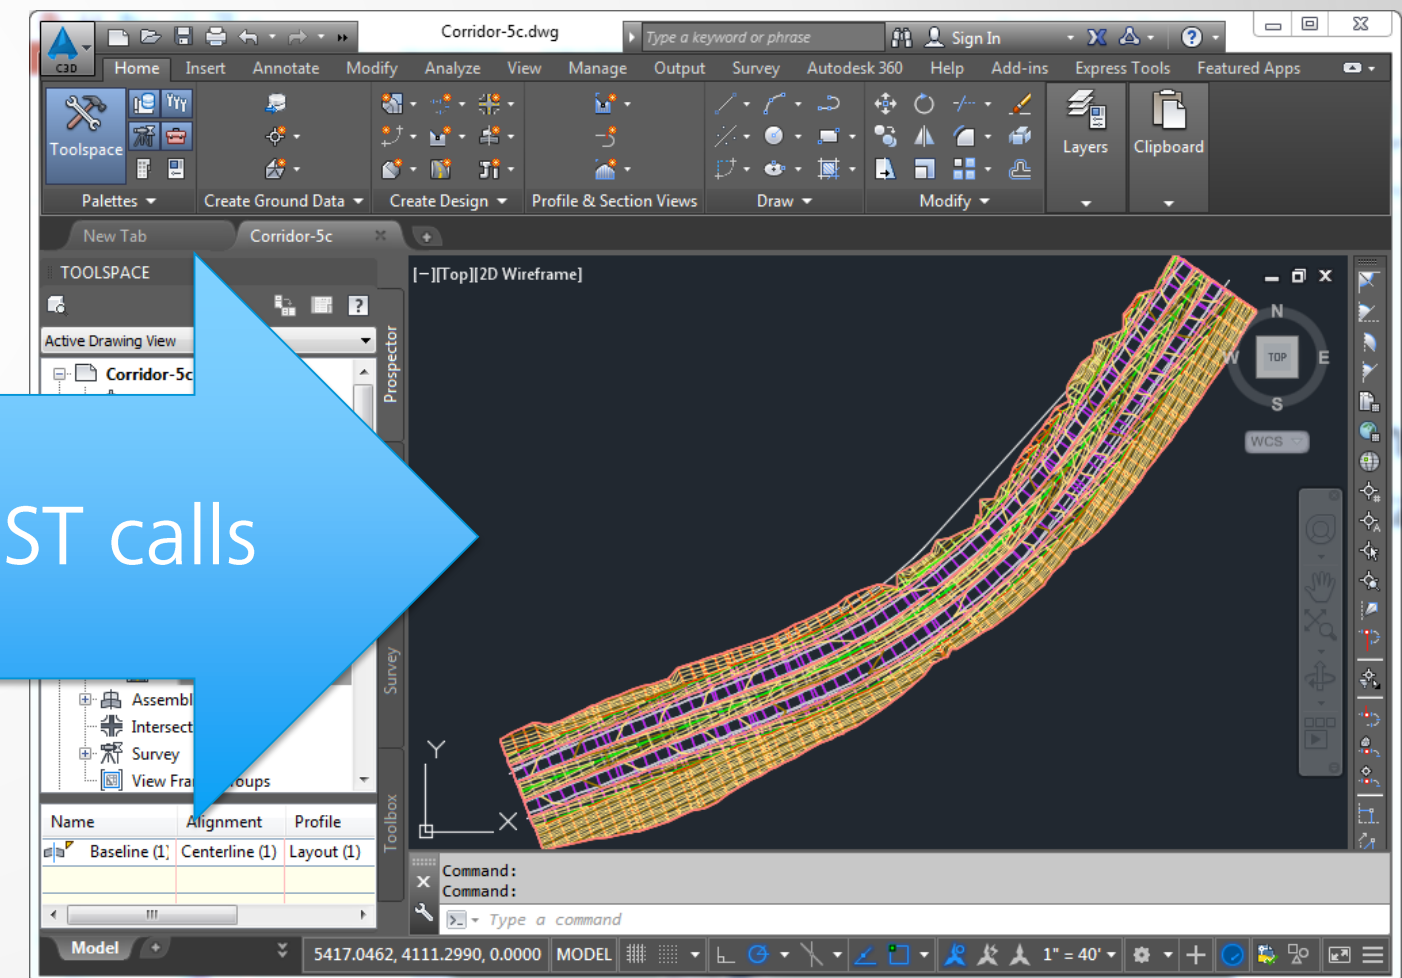 Corridor-5c.dwg
Type a keyword or phrase
Sign In
C3D
Home Insert Annotate Modify Analyze View Manage Output Survey Autodesk 360 Help Add-ins Express Tools Featured Apps
Toolspace
Layers
Clipboard
Palettes Create Ground Data Create Design Profile & Section Views Draw Modify
New Tab
Corridor-5c
TOOLSPACE
[−][Top][2D Wireframe]
N
Active Drawing View
Prospector
W TOP E
Corridor-5c
S
WCS
ST calls
Survey
Assembl
Intersect
Survey
View Fra oups
Y
X
Toolbox
Name Alignment Profile
Baseline (1) Centerline (1) Layout (1)
Command:
Command:
Type a command
Model
5417.0462, 4111.2990, 0.0000 MODEL
1" = 40'